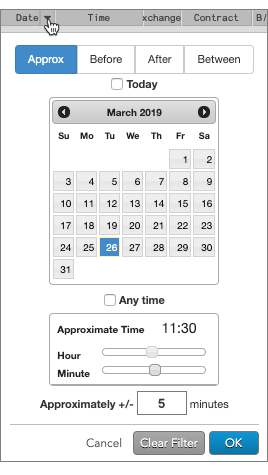 Date Time xchange Contract B/
Approx Before After Between
Today
March 2019
Su Mo Tu We Th Fr Sa
1 2
3 4 5 6 7 8 9
10 11 12 13 14 15 16
17 18 19 20 21 22 23
24 25 26 27 28 29 30
31
Any time
Approximate Time 11:30
Hour
Minute
Approximately +/- 5 minutes
Cancel Clear Filter OK